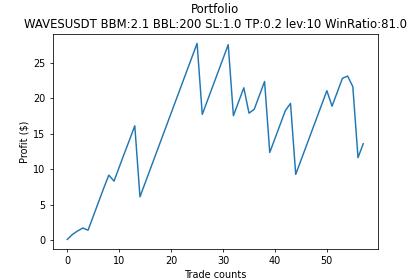 Portfolio
WAVESUSDT BBM:2.1 BBL:200 SL:1.0 TP:0.2 lev:10 WinRatio:81.0
25
20
15
10
5
0
Profit ($)
0 10 20 30 40 50
Trade counts